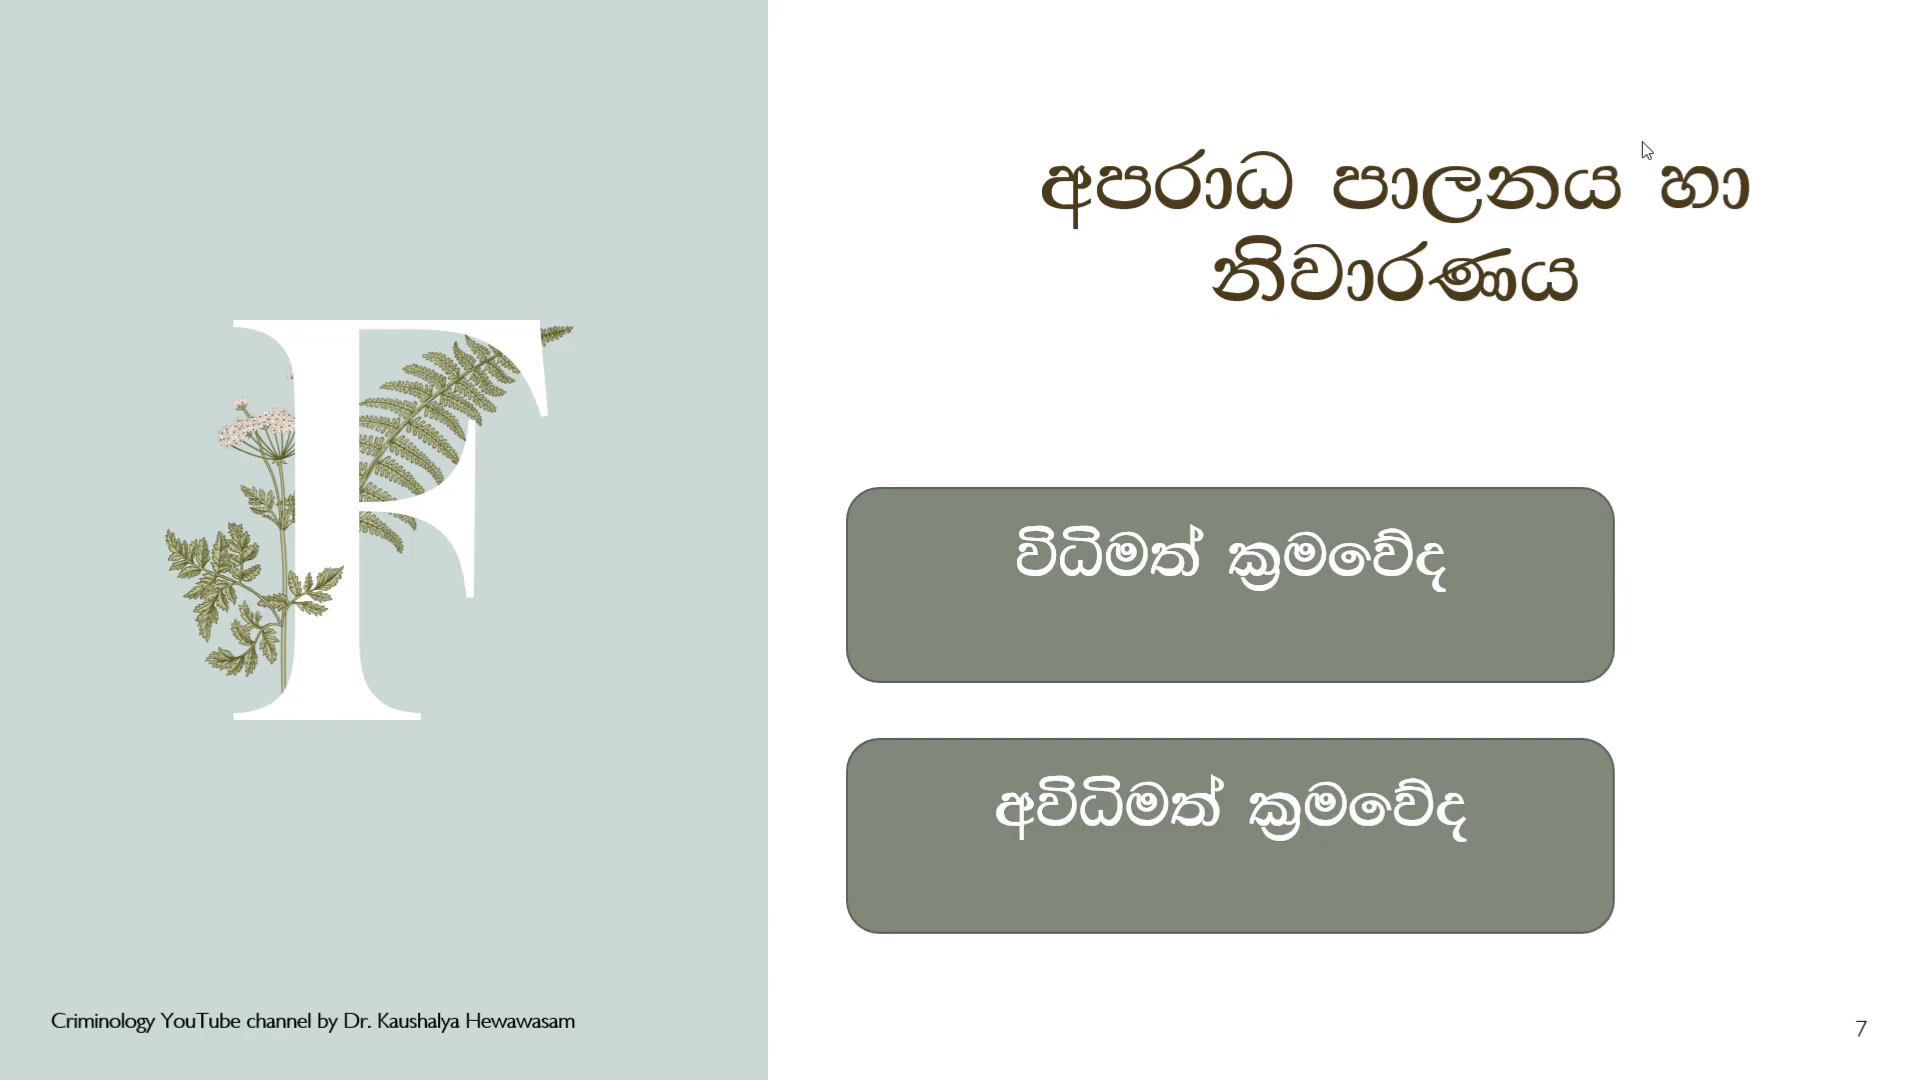 අපරාධ පාලනය හා
නිවාරණය
F
විධිමත් ක්‍රමවේද
අවිධිමත් ක්‍රමවේද
Criminology YouTube channel by Dr. Kaushalya Hewawasam
7